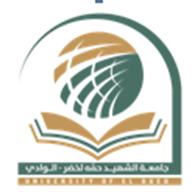 جامعة الشهيد حمه لخضر - الوادي
UNIVERSITY OF EL OUED